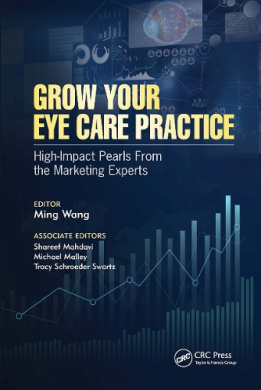 GROW YOUR
EYE CARE PRACTICE
High-Impact Pearls From
the Marketing Experts
EDITOR
Ming Wang
ASSOCIATE EDITORS
Shareef Mahdavi
Michael Malley
Tracy Schroeder Swartz
CRC
CRC Press
Taylor & Francis Group